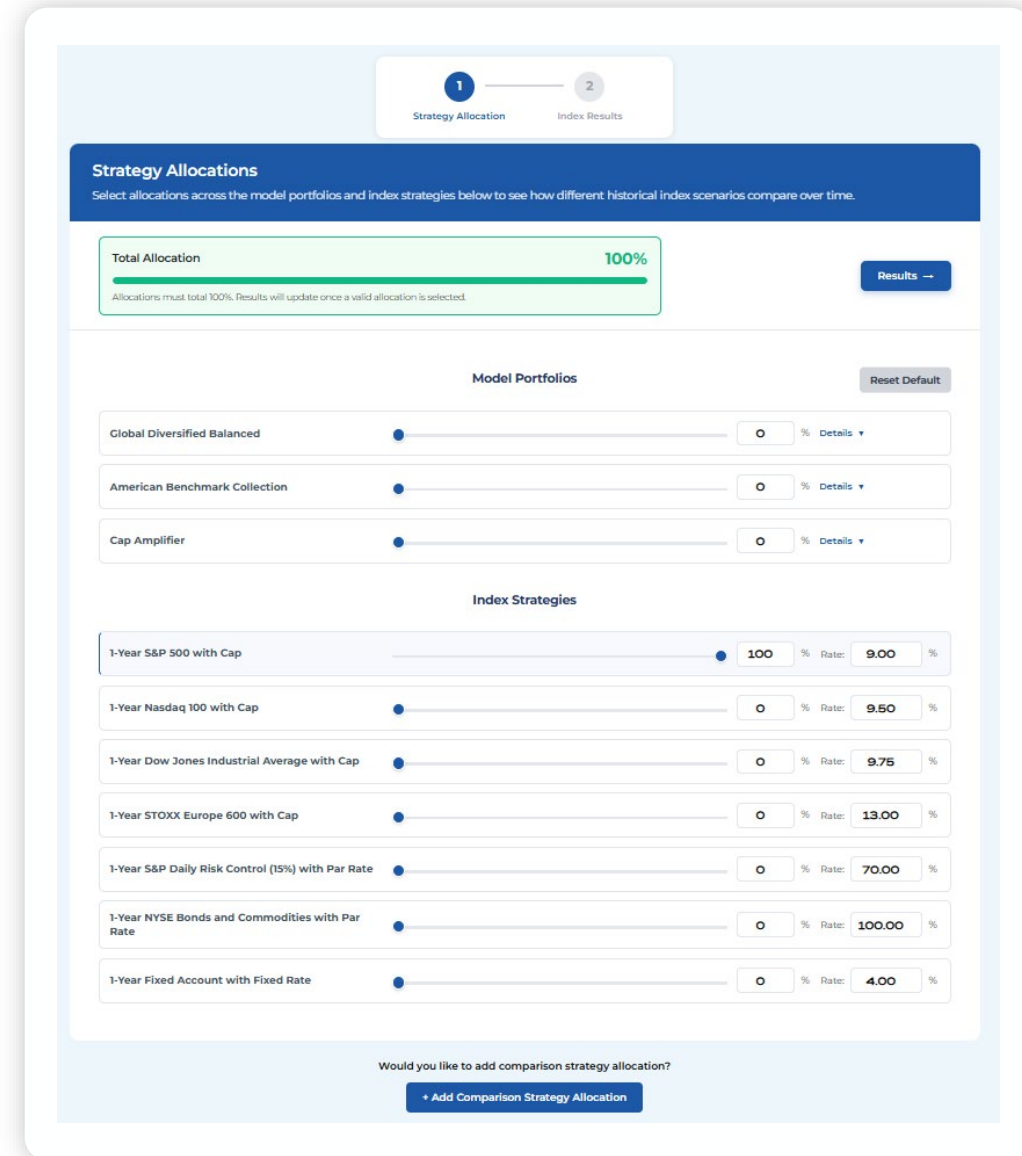 1
2
Strategy Allocation
Index Results
Strategy Allocations
Select allocations across the model portfolios and index strategies below to see how different historical index scenarios compare over time.
Total Allocation 100%
Allocations must total 100%. Results will update once a valid allocation is selected.
Results →
Model Portfolios
Reset Default
Global Diversified Balanced 0 % Details ▼
American Benchmark Collection 0 % Details ▼
Cap Amplifier 0 % Details ▼
Index Strategies
1-Year S&P 500 with Cap 100 % Rate: 9.00 %
1-Year Nasdaq 100 with Cap 0 % Rate: 9.50 %
1-Year Dow Jones Industrial Average with Cap 0 % Rate: 9.75 %
1-Year STOXX Europe 600 with Cap 0 % Rate: 13.00 %
1-Year S&P Daily Risk Control (15%) with Par Rate 0 % Rate: 70.00 %
1-Year NYSE Bonds and Commodities with Par
Rate
0 % Rate: 100.00 %
1-Year Fixed Account with Fixed Rate 0 % Rate: 4.00 %
Would you like to add comparison strategy allocation?
+ Add Comparison Strategy Allocation